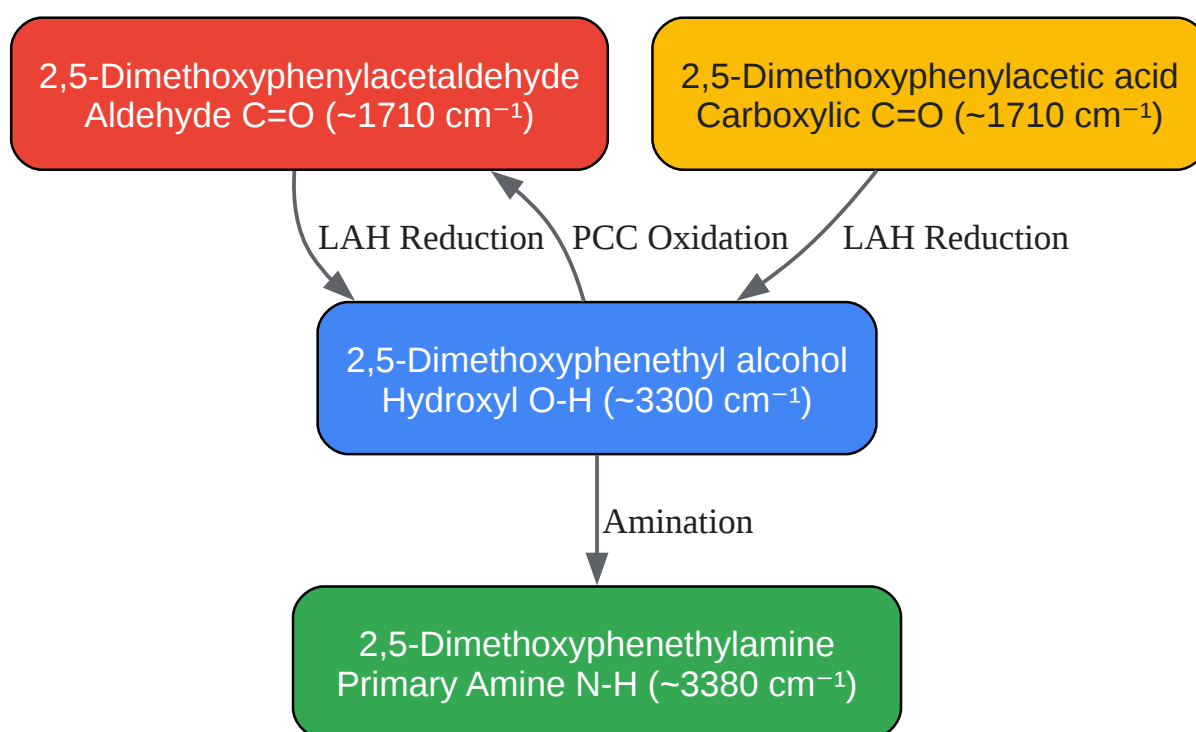 2,5-Dimethoxyphenylacetaldehyde
Aldehyde C=O (~1710 cm⁻¹)
2,5-Dimethoxyphenylacetic acid
Carboxylic C=O (~1710 cm⁻¹)
LAH Reduction
PCC Oxidation
LAH Reduction
2,5-Dimethoxyphenethyl alcohol
Hydroxyl O-H (~3300 cm⁻¹)
Amination
2,5-Dimethoxyphenethylamine
Primary Amine N-H (~3380 cm⁻¹)